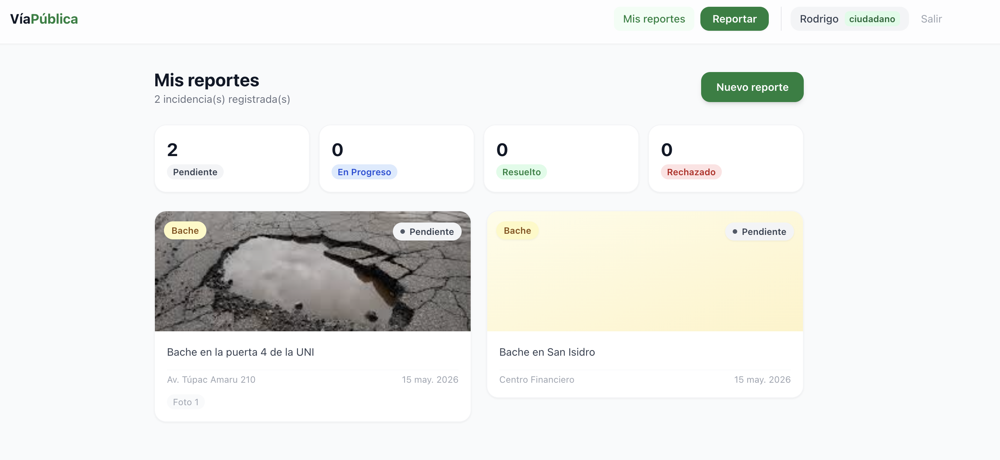 VíaPública
Mis reportes
Reportar
Rodrigo
ciudadano
Salir
Mis reportes
2 incidencia(s) registrada(s)
Nuevo reporte
2
Pendiente
0
En Progreso
0
Resuelto
0
Rechazado
Bache
Pendiente
Bache en la puerta 4 de la UNI
Av. Túpac Amaru 210
15 may. 2026
Foto 1
Bache
Pendiente
Bache en San Isidro
Centro Financiero
15 may. 2026